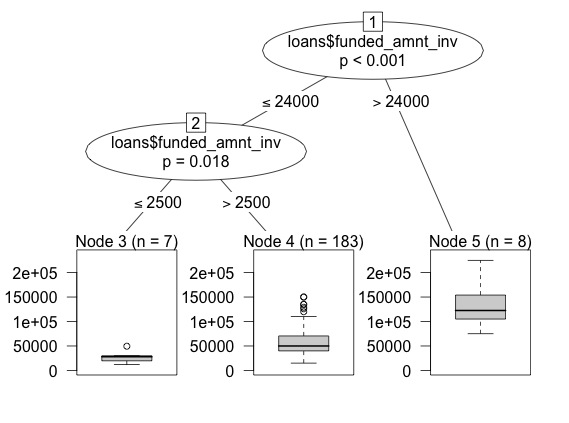 1
loans$funded_amnt_inv
p < 0.001
≤ 24000 > 24000
2
loans$funded_amnt_inv
p = 0.018
≤ 2500 > 2500
Node 3 (n = 7)
2e+05
150000
1e+05
50000
0
Node 4 (n = 183)
2e+05
150000
1e+05
50000
0
Node 5 (n = 8)
2e+05
150000
1e+05
50000
0